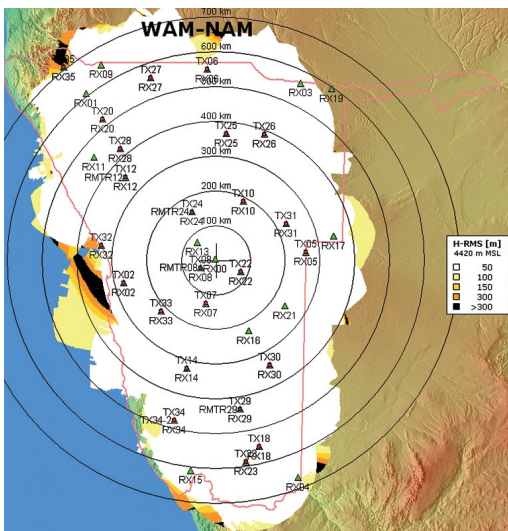 700 km
WAM-NAM
600 km
TX06
RX06
RX35
RX09
TX27
RX27
500 km
RX03
RX19
RX01
TX20
RX20
400 km
TX25
RX25
TX26
RX26
TX28
RX28
300 km
RX11
TX12
RMTR12
RX12
200 km
TX10
RX10
TX24
RMTR24
RX24
100 km
TX31
RX31
TX32
RX32
RX13
RX17
TX05
RX05
H-RMS [m]
4420 m MSL
50
100
150
300
>300
TX08
RMTR08
RX00
RX08
TX22
RX22
TX02
RX02
TX07
RX07
TX33
RX33
RX21
RX16
TX14
RX14
TX30
RX30
TX29
RMTR29
RX29
TX34
TX34-2
RX34
TX18
RX18
RX23
RX15
RX04